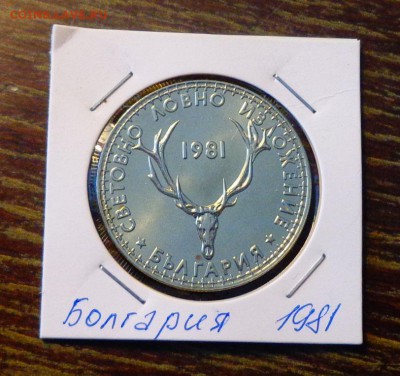 СВЕТОВНО ЛОВНО ИЗЛОЖЕНИЕ
1981
★ БЪЛГАРИЯ ★
Болгария 1981